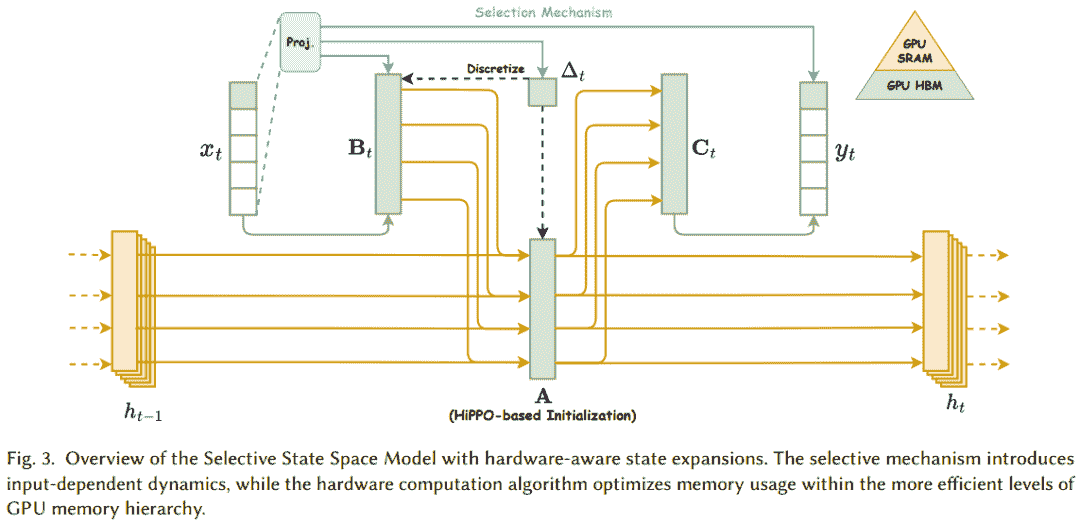 Selection Mechanism
Proj.
GPU
SRAM
GPU HBM
Discretize
Δt
xt
Bt
Ct
yt
ht−1
A
(HiPPO-based Initialization)
ht
Fig. 3. Overview of the Selective State Space Model with hardware-aware state expansions. The selective mechanism introduces
input-dependent dynamics, while the hardware computation algorithm optimizes memory usage within the more efficient levels of
GPU memory hierarchy.